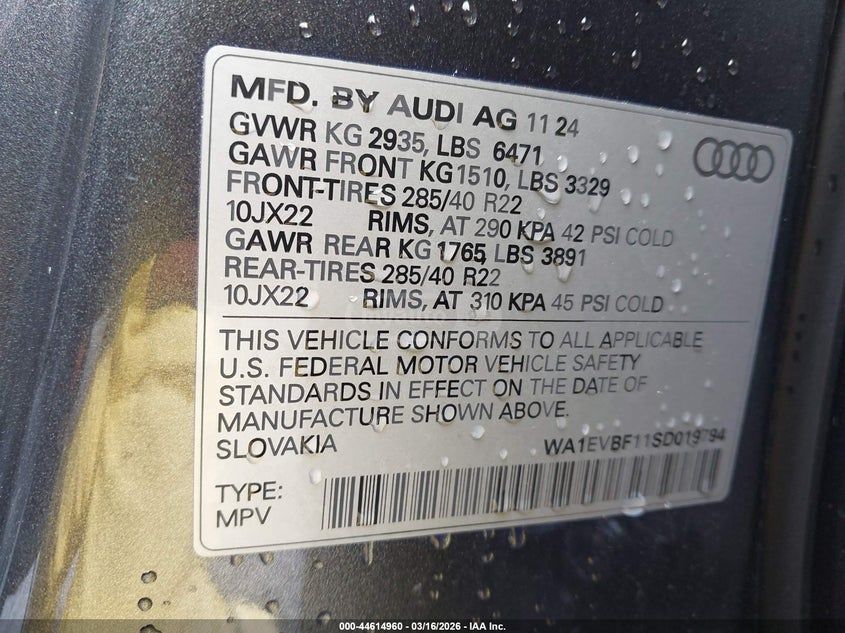 MFD. BY AUDI AG 11 24
GVWR KG 2935, LBS 6471
GAWR FRONT KG1510, LBS 3329
FRONT-TIRES 285/40 R22
10JX22 RIMS, AT 290 KPA 42 PSI COLD
GAWR REAR KG 1765, LBS 3891
REAR-TIRES 285/40 R22
10JX22 RIMS, AT 310 KPA 45 PSI COLD
THIS VEHICLE CONFORMS TO ALL APPLICABLE
U.S. FEDERAL MOTOR VEHICLE SAFETY
STANDARDS IN EFFECT ON THE DATE OF
MANUFACTURE SHOWN ABOVE.
SLOVAKIA WA1EVBF11SD019794
TYPE:
MPV
000-44614960 - 03/16/2026 - IAA Inc.